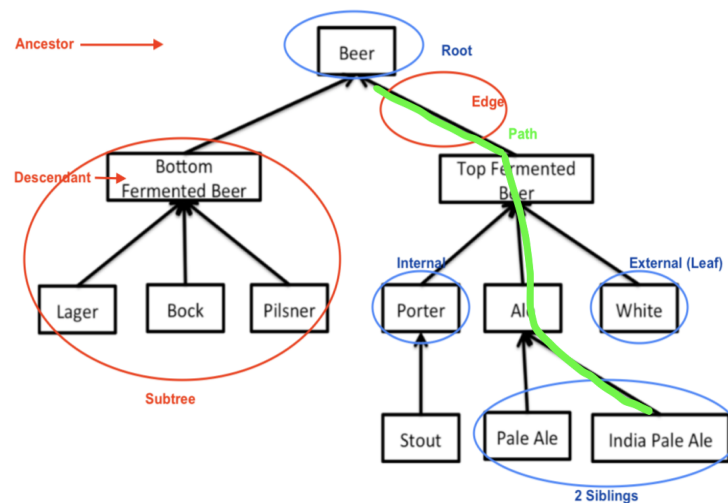 Ancestor
Beer
Root
Edge
Path
Bottom
Fermented Beer
Descendant
Top Fermented
Beer
Internal
External (Leaf)
Lager
Bock
Pilsner
Porter
Ale
White
Subtree
Stout
Pale Ale
India Pale Ale
2 Siblings